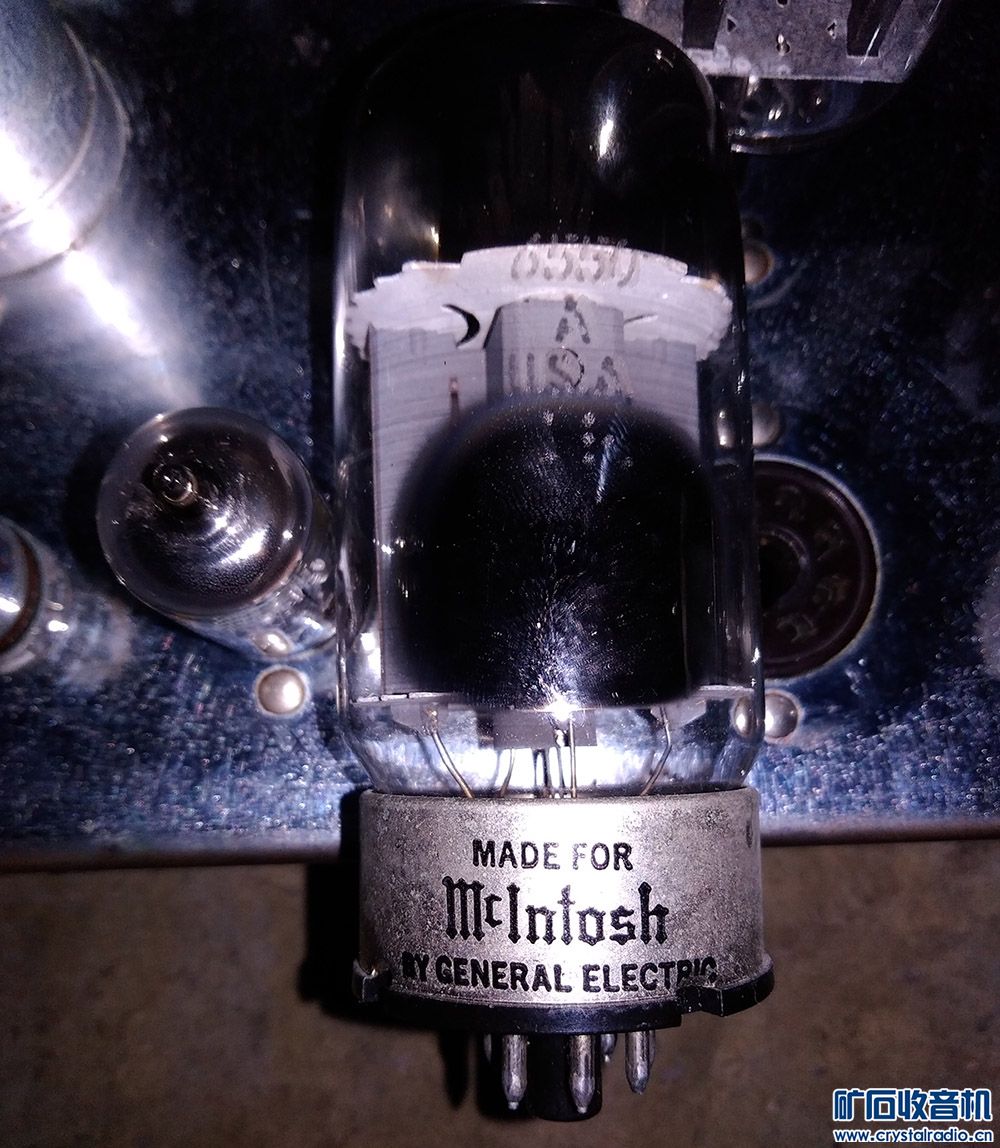 6550
A
USA
MADE FOR
McIntosh
BY GENERAL ELECTRIC
矿石收音机
www.crystalradio.cn